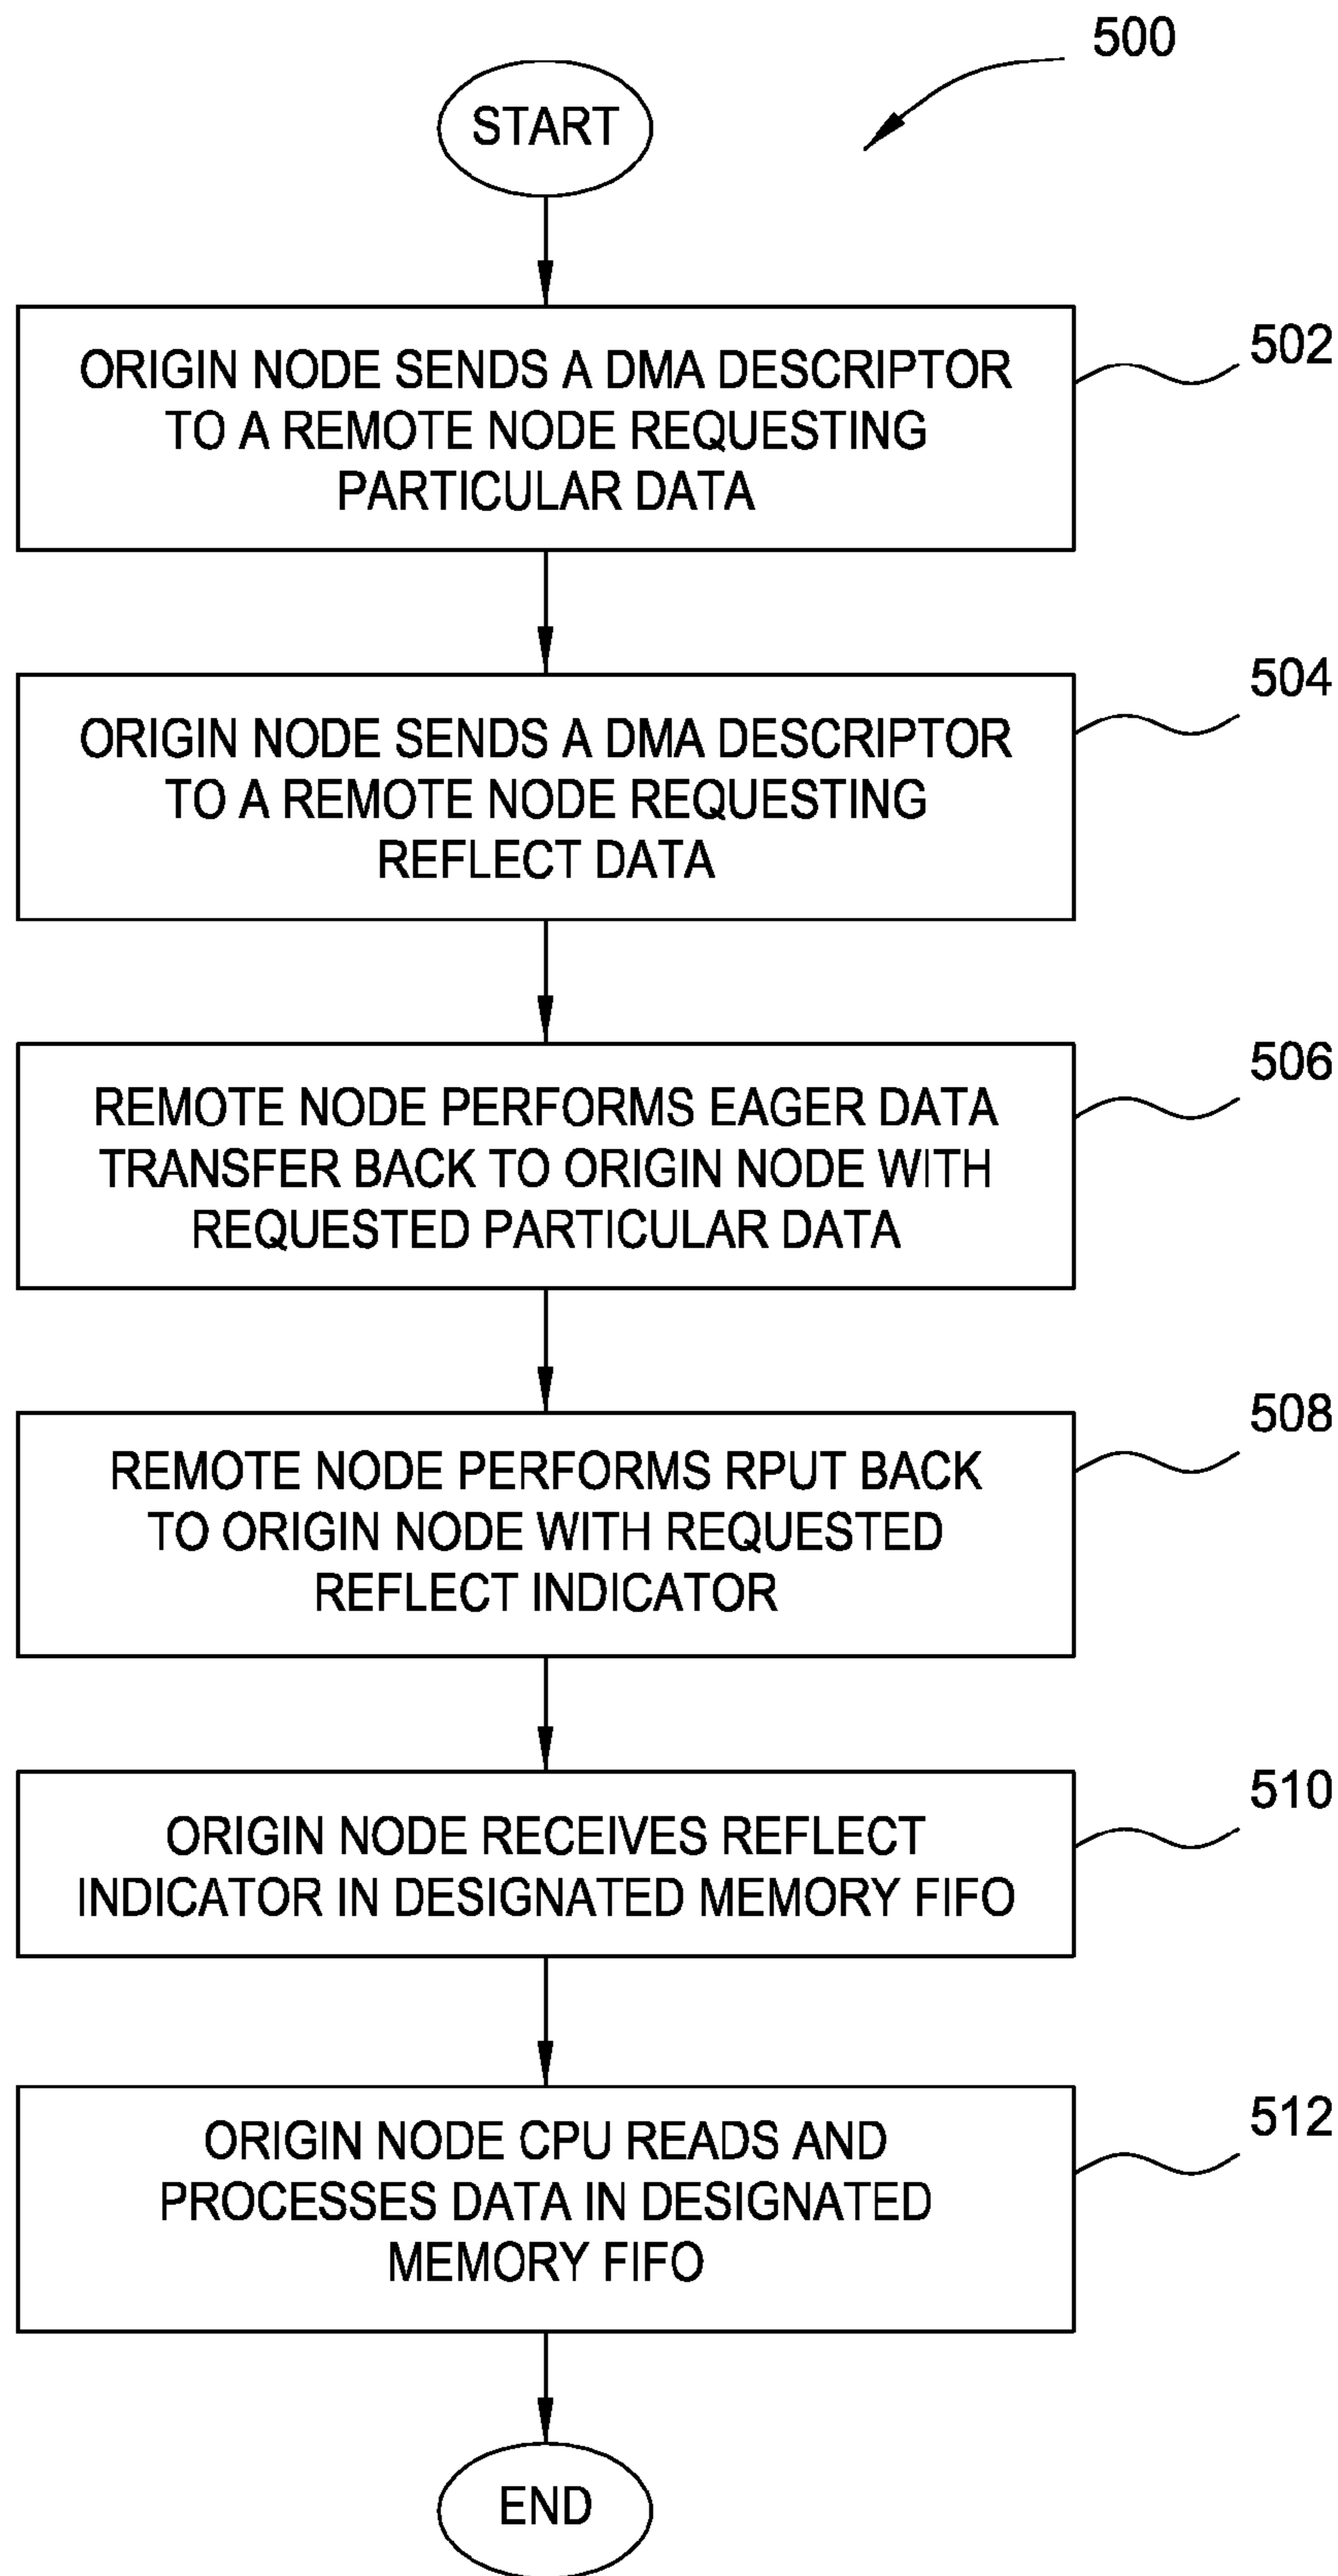 500
START
502
ORIGIN NODE SENDS A DMA DESCRIPTOR
TO A REMOTE NODE REQUESTING
PARTICULAR DATA
504
ORIGIN NODE SENDS A DMA DESCRIPTOR
TO A REMOTE NODE REQUESTING
REFLECT DATA
506
REMOTE NODE PERFORMS EAGER DATA
TRANSFER BACK TO ORIGIN NODE WITH
REQUESTED PARTICULAR DATA
508
REMOTE NODE PERFORMS RPUT BACK
TO ORIGIN NODE WITH REQUESTED
REFLECT INDICATOR
510
ORIGIN NODE RECEIVES REFLECT
INDICATOR IN DESIGNATED MEMORY FIFO
512
ORIGIN NODE CPU READS AND
PROCESSES DATA IN DESIGNATED
MEMORY FIFO
END